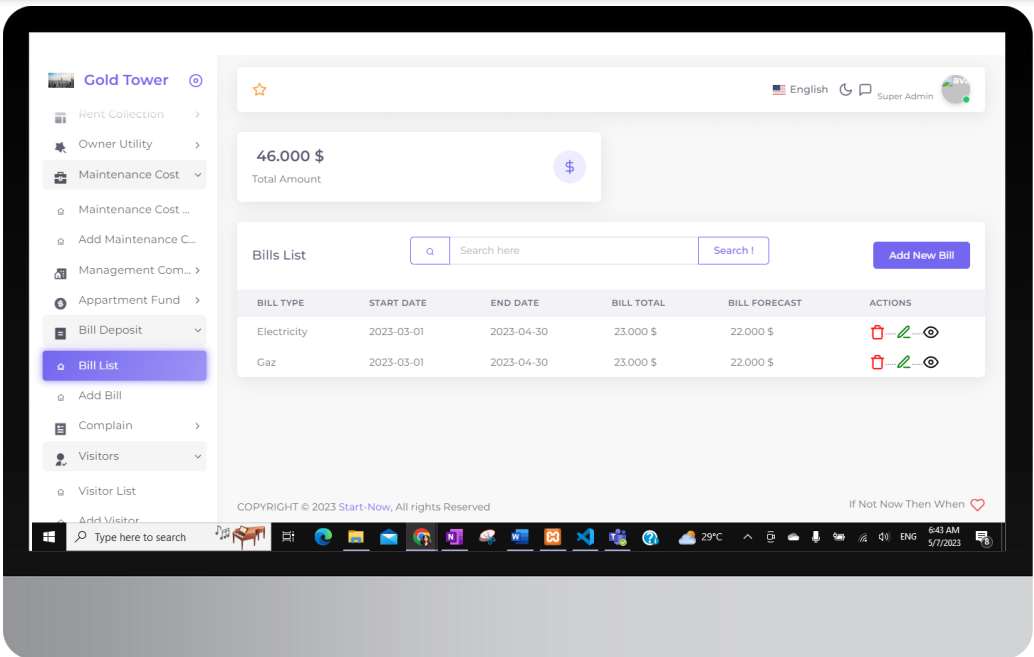 Gold Tower
Rent Collection
Owner Utility
Maintenance Cost
Maintenance Cost ...
Add Maintenance C...
Management Com...
Appartment Fund
Bill Deposit
Bill List
Add Bill
Complain
Visitors
Visitor List
Add Visitor
English
Super Admin
46.000 $
Total Amount
$
Bills List
Search here
Search !
Add New Bill
BILL TYPE START DATE END DATE BILL TOTAL BILL FORECAST ACTIONS
Electricity 2023-03-01 2023-04-30 23.000 $ 22.000 $
Gaz 2023-03-01 2023-04-30 23.000 $ 22.000 $
COPYRIGHT © 2023 Start-Now, All rights Reserved
If Not Now Then When
Type here to search
29°C
ENG
6:43 AM
5/7/2023
8